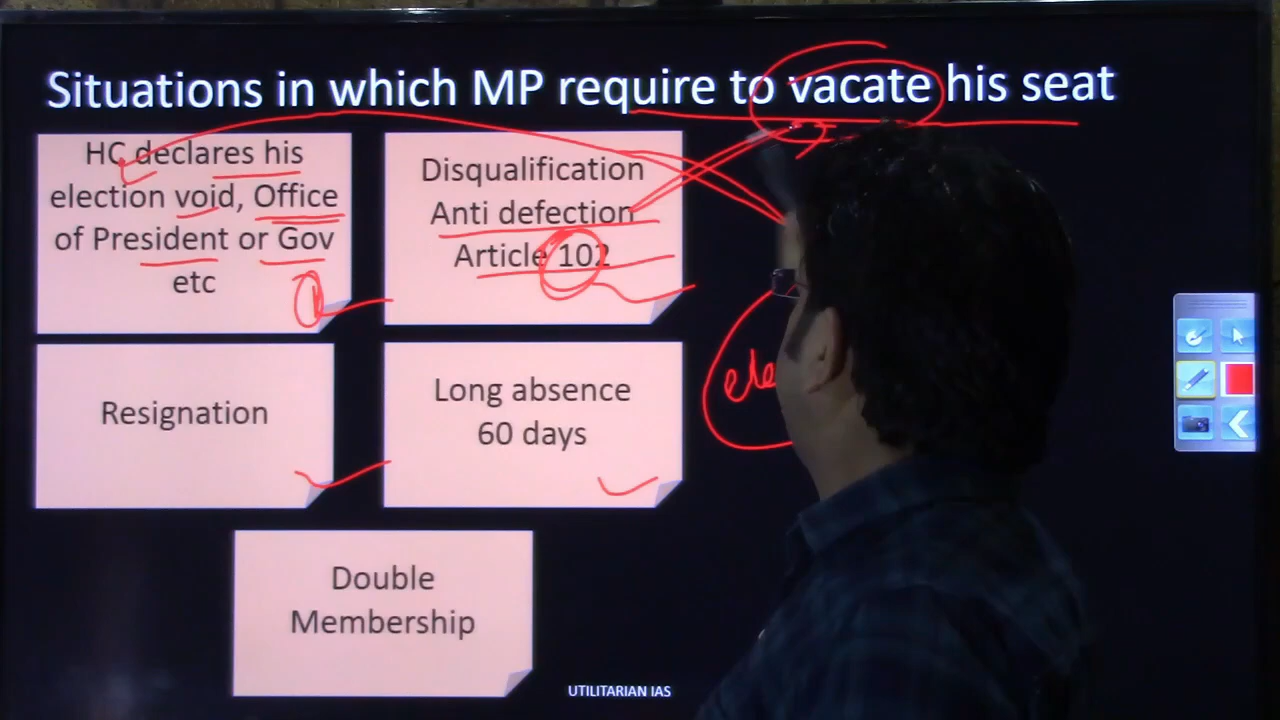 Situations in which MP require to vacate his seat
HC declares his
election void, Office
of President or Gov
etc
Disqualification
Anti defection
Article 102
Resignation
Long absence
60 days
Double
Membership
ele
UTILITARIAN IAS